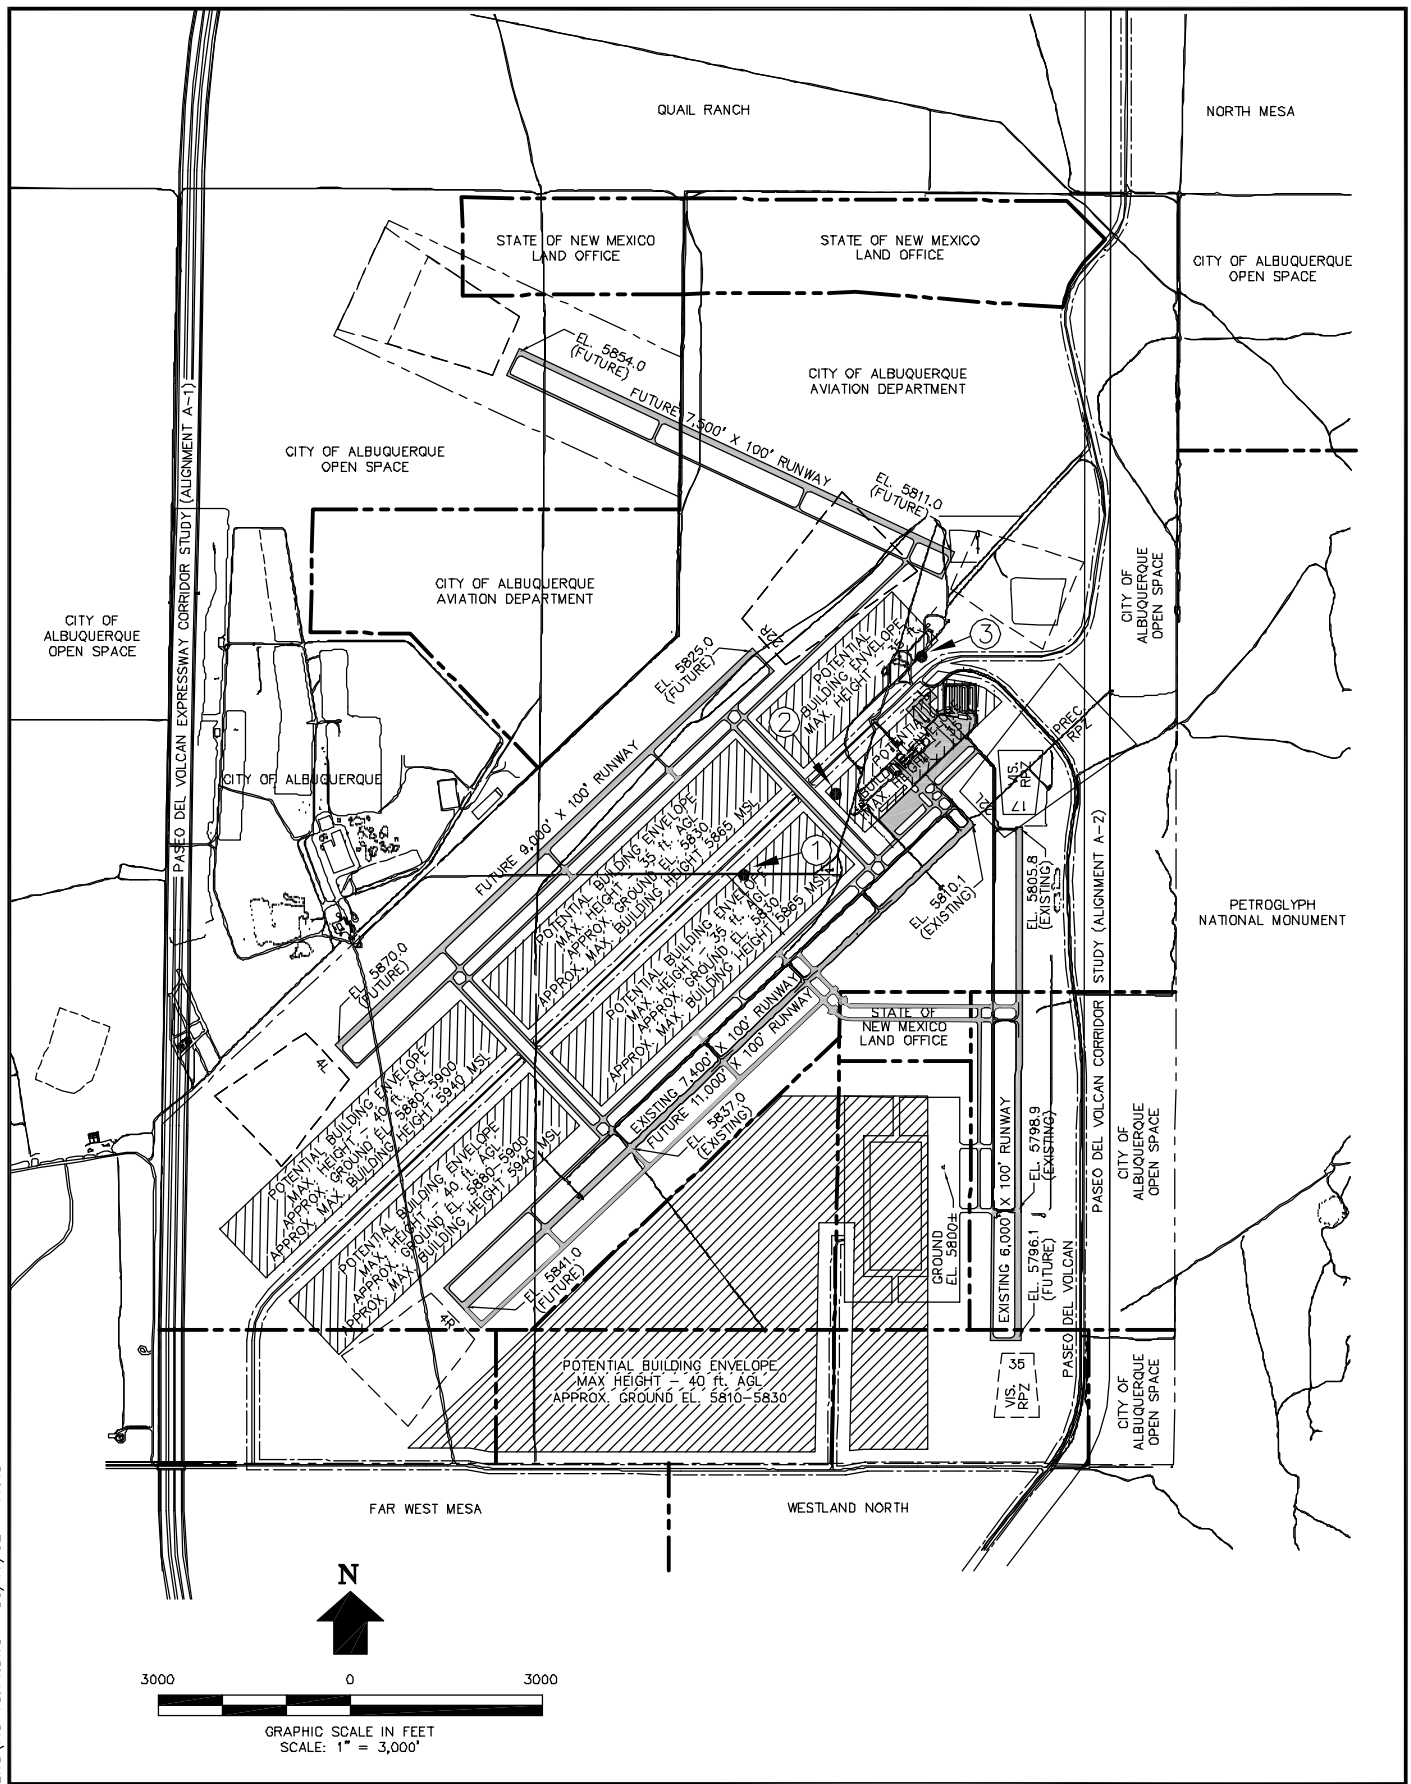 QUAIL RANCH
NORTH MESA
STATE OF NEW MEXICO
LAND OFFICE
STATE OF NEW MEXICO
LAND OFFICE
CITY OF ALBUQUERQUE
OPEN SPACE
EL. 5854.0
(FUTURE)
CITY OF ALBUQUERQUE
AVIATION DEPARTMENT
FUTURE 7,500' X 100' RUNWAY
CITY OF ALBUQUERQUE
OPEN SPACE
PASEO DEL VOLCAN EXPRESSWAY CORRIDOR STUDY (ALIGNMENT A-1)
EL. 5811.0
(FUTURE)
CITY OF ALBUQUERQUE
AVIATION DEPARTMENT
CITY OF
ALBUQUERQUE
OPEN SPACE
CITY OF
ALBUQUERQUE
OPEN SPACE
22R
3
EL. 5825.0
(FUTURE)
POTENTIAL
BUILDING ENVELOPE
MAX. HEIGHT - 35 ft.
2
POTENTIAL
BUILDING ENVELOPE
MAX. HEIGHT - 35
PREC.
RPZ
VIS.
RPZ
17
22L
CITY OF ALBUQUERQUE
FUTURE 9,000' X 100' RUNWAY
POTENTIAL BUILDING ENVELOPE
MAX. HEIGHT - 35 ft. AGL
APPROX. GROUND EL. 5830
APPROX. MAX. BUILDING HEIGHT 5865 MSL
1
POTENTIAL BUILDING ENVELOPE
MAX. HEIGHT - 35 ft. AGL
APPROX. GROUND EL. 5830
APPROX. MAX. BUILDING HEIGHT 5865 MSL
EL. 5810.1
(EXISTING)
EL. 5805.8
(EXISTING)
PETROGLYPH
NATIONAL MONUMENT
PASEO DEL VOLCAN CORRIDOR STUDY (ALIGNMENT A-2)
EL. 5870.0
(FUTURE)
STATE OF
NEW MEXICO
LAND OFFICE
4L
EXISTING 7,400' X 100' RUNWAY
FUTURE 11,000' X 100' RUNWAY
EL. 5837.0
(EXISTING)
POTENTIAL BUILDING ENVELOPE
MAX. HEIGHT - 40 ft. AGL
APPROX. GROUND EL. 5880-5900
APPROX. MAX. BUILDING HEIGHT 5940 MSL
POTENTIAL BUILDING ENVELOPE
MAX. HEIGHT - 40 ft. AGL
APPROX. GROUND EL. 5880-5900
APPROX. MAX. BUILDING HEIGHT 5940 MSL
EXISTING 6,000' X 100' RUNWAY
EL. 5798.9
(EXISTING)
CITY OF
ALBUQUERQUE
OPEN SPACE
GROUND
EL. 5800±
EL. 5796.1
(FUTURE)
PASEO DEL VOLCAN
EL. 5841.0
(FUTURE)
4R
POTENTIAL BUILDING ENVELOPE
MAX HEIGHT - 40 ft. AGL
APPROX. GROUND EL. 5810-5830
35
VIS.
RPZ
CITY OF
ALBUQUERQUE
OPEN SPACE
FAR WEST MESA
WESTLAND NORTH
N
3000 0 3000
GRAPHIC SCALE IN FEET
SCALE: 1" = 3,000'